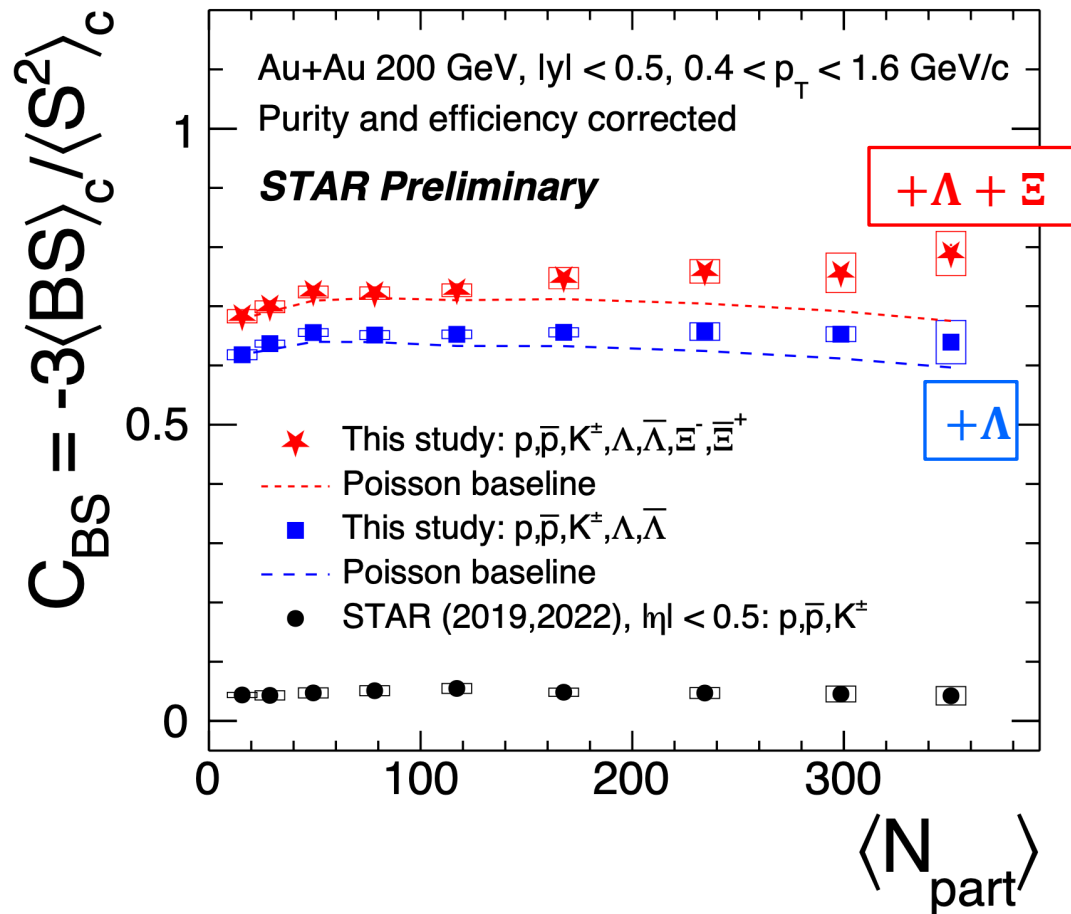 C_BS = -3⟨BS⟩_c/⟨S²⟩_c
Au+Au 200 GeV, |y| < 0.5, 0.4 < p_T < 1.6 GeV/c
Purity and efficiency corrected
STAR Preliminary
+Λ + Ξ
+Λ
This study: p,p̅,K±,Λ,Λ̅,Ξ⁻,Ξ̅⁺
Poisson baseline
This study: p,p̅,K±,Λ,Λ̅
Poisson baseline
STAR (2019,2022), |η| < 0.5: p,p̅,K±
1
0.5
0
0 100 200 300
⟨N_part⟩